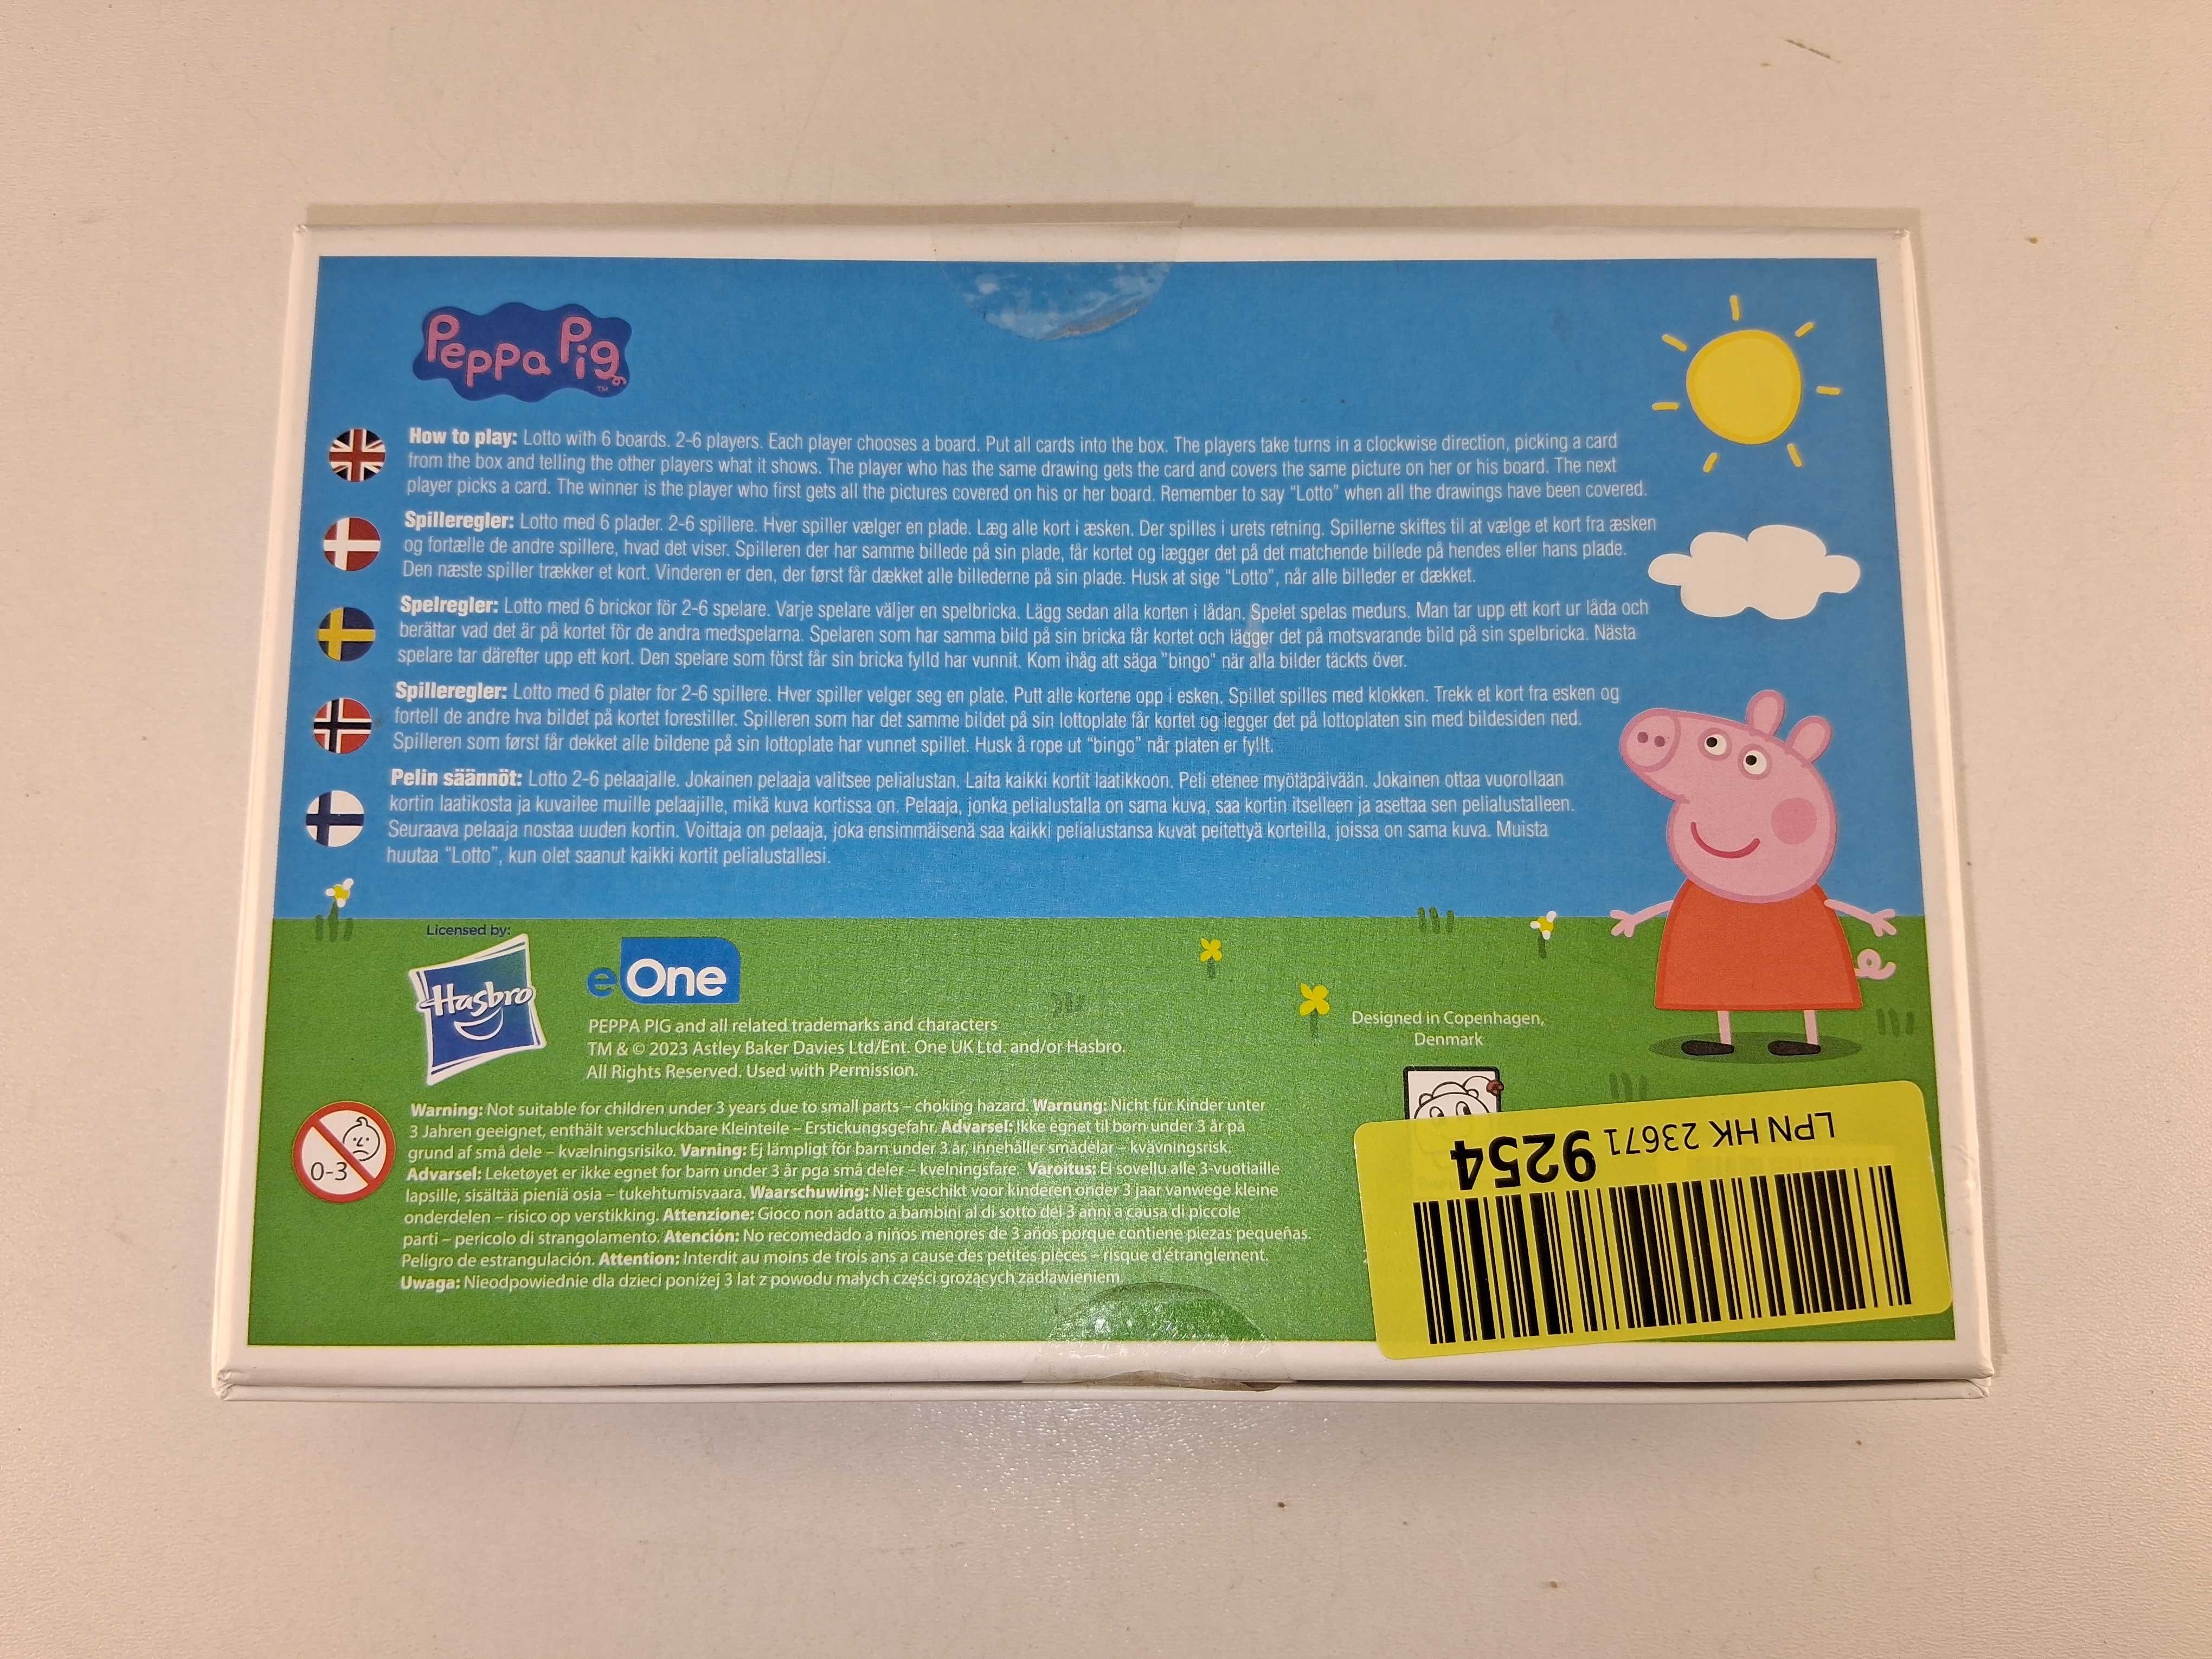 Peppa Pig
TM
How to play: Lotto with 6 boards. 2-6 players. Each player chooses a board. Put all cards into the box. The players take turns in a clockwise direction, picking a card
from the box and telling the other players what it shows. The player who has the same drawing gets the card and covers the same picture on her or his board. The next
player picks a card. The winner is the player who first gets all the pictures covered on his or her board. Remember to say "Lotto" when all the drawings have been covered.
Spilleregler: Lotto med 6 plader. 2-6 spillere. Hver spiller vælger en plade. Læg alle kort i æsken. Der spilles i urets retning. Spillerne skiftes til at vælge et kort fra æsken
og fortælle de andre spillere, hvad det viser. Spilleren der har samme billede på sin plade, får kortet og lægger det på det matchende billede på hendes eller hans plade.
Den næste spiller trækker et kort. Vinderen er den, der først får dækket alle billederne på sin plade. Husk at sige "Lotto", når alle billeder er dækket.
Spelregler: Lotto med 6 brickor för 2-6 spelare. Varje spelare väljer en spelbricka. Lägg sedan alla korten i lådan. Spelet spelas medurs. Man tar upp ett kort ur låda och
berättar vad det är på kortet för de andra medspelarna. Spelaren som har samma bild på sin bricka får kortet och lägger det på motsvarande bild på sin spelbricka. Nästa
spelare tar därefter upp ett kort. Den spelare som först får sin bricka fylld har vunnit. Kom ihåg att säga "bingo" när alla bilder täckts över.
Spilleregler: Lotto med 6 plater for 2-6 spillere. Hver spiller velger seg en plate. Putt alle kortene opp i esken. Spillet spilles med klokken. Trekk et kort fra esken og
fortell de andre hva bildet på kortet forestiller. Spilleren som har det samme bildet på sin lottoplate får kortet og legger det på lottoplaten sin med bildesiden ned.
Spilleren som først får dekket alle bildene på sin lottoplate har vunnet spillet. Husk å rope ut "bingo" når platen er fyllt.
Pelin säännöt: Lotto 2-6 pelaajalle. Jokainen pelaaja valitsee pelialustan. Laita kaikki kortit laatikkoon. Peli etenee myötäpäivään. Jokainen ottaa vuorollaan
kortin laatikosta ja kuvailee muille pelaajille, mikä kuva kortissa on. Pelaaja, jonka pelialustalla on sama kuva, saa kortin itselleen ja asettaa sen pelialustalleen.
Seuraava pelaaja nostaa uuden kortin. Voittaja on pelaaja, joka ensimmäisenä saa kaikki pelialustansa kuvat peitettyä korteilla, joissa on sama kuva. Muista
huutaa "Lotto", kun olet saanut kaikki kortit pelialustallesi.
Licensed by:
Hasbro
eOne
PEPPA PIG and all related trademarks and characters
TM & © 2023 Astley Baker Davies Ltd/Ent. One UK Ltd. and/or Hasbro.
All Rights Reserved. Used with Permission.
Designed in Copenhagen,
Denmark
0-3
Warning: Not suitable for children under 3 years due to small parts – choking hazard. Warnung: Nicht für Kinder unter
3 Jahren geeignet, enthält verschluckbare Kleinteile – Erstickungsgefahr. Advarsel: Ikke egnet til børn under 3 år på
grund af små dele – kvælningsrisiko. Varning: Ej lämpligt för barn under 3 år, innehåller smådelar – kvävningsrisk.
Advarsel: Leketøyet er ikke egnet for barn under 3 år pga små deler – kvelningsfare. Varoitus: Ei sovellu alle 3-vuotiaille
lapsille, sisältää pieniä osia – tukehtumisvaara. Waarschuwing: Niet geschikt voor kinderen onder 3 jaar vanwege kleine
onderdelen – risico op verstikking. Attenzione: Gioco non adatto a bambini al di sotto dei 3 anni a causa di piccole
parti – pericolo di strangolamento. Atención: No recomedado a niños menores de 3 años porque contiene piezas pequeñas.
Peligro de estrangulación. Attention: Interdit au moins de trois ans a cause des petites pièces – risque d'étranglement.
Uwaga: Nieodpowiednie dla dzieci poniżej 3 lat z powodu małych części grożących zadławieniem.
LPN HK 23671 9254